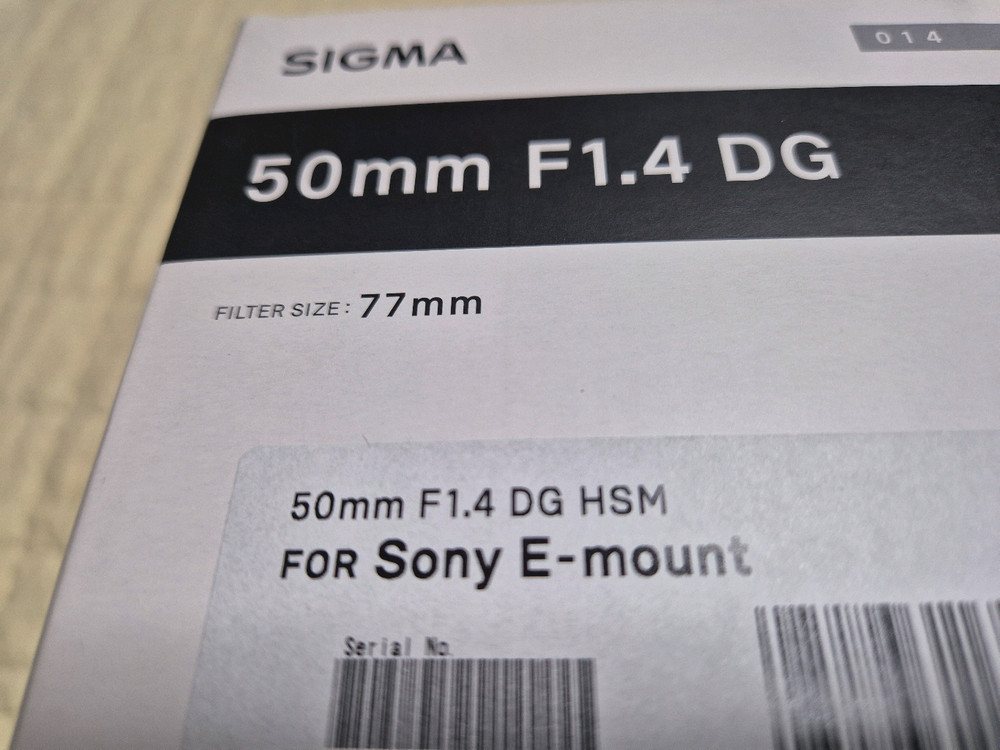 SIGMA
014
50mm F1.4 DG
FILTER SIZE: 77mm
50mm F1.4 DG HSM
FOR Sony E-mount
Serial No.